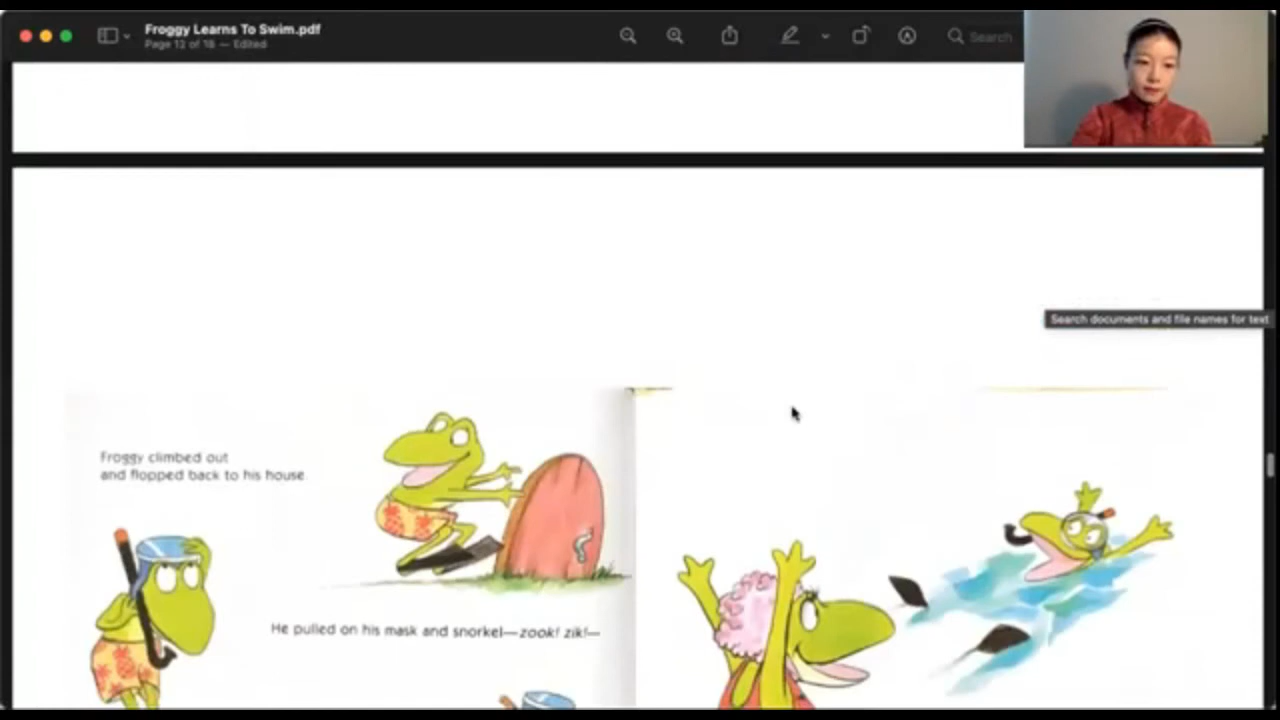 Froggy Learns To Swim.pdf
Page 12 of 18 — Edited
Search
Search documents and file names for text
Froggy climbed out
and flopped back to his house.
He pulled on his mask and snorkel—zook! zik!—